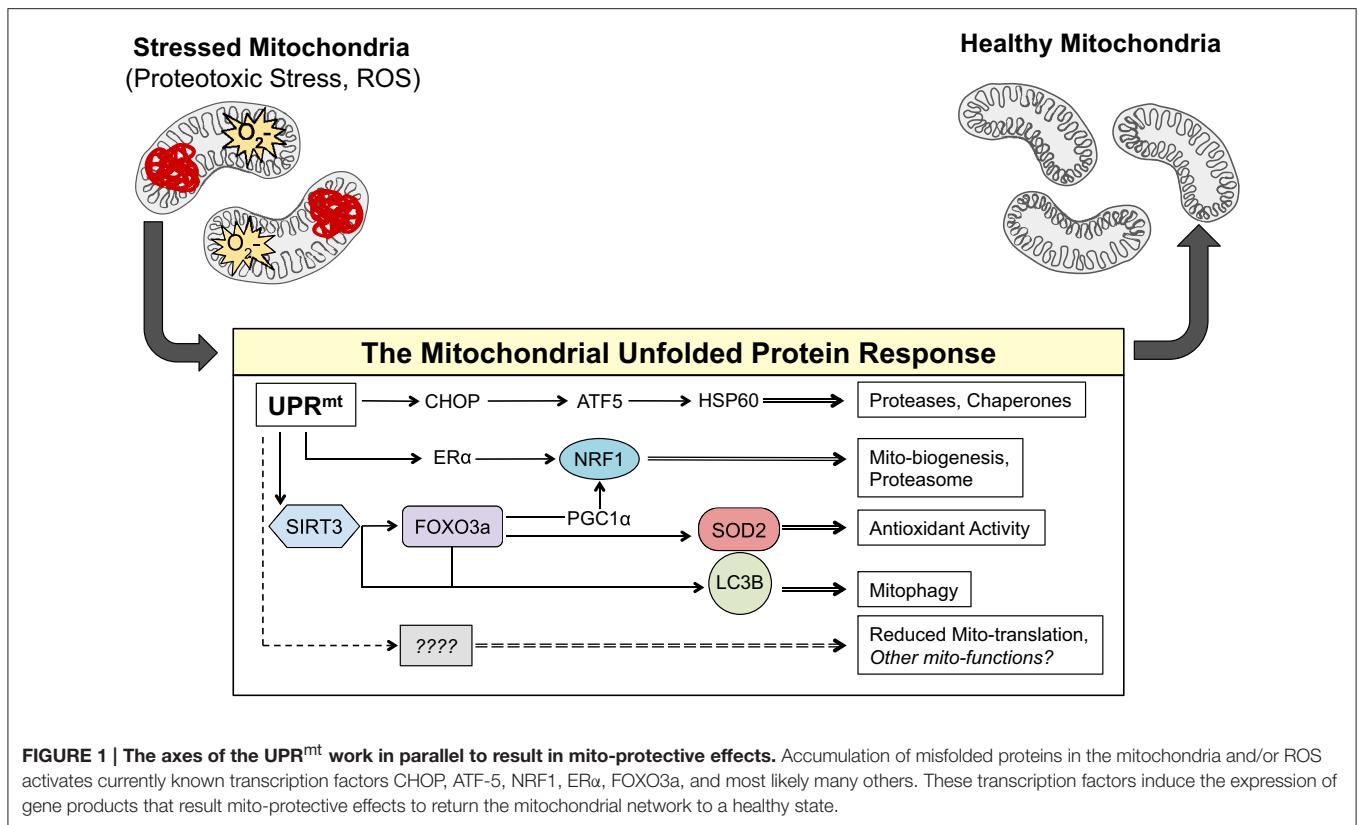 Stressed Mitochondria
(Proteotoxic Stress, ROS)
Healthy Mitochondria
O2-
O2-
The Mitochondrial Unfolded Protein Response
UPRmt
CHOP
ATF5
HSP60
Proteases, Chaperones
ERα
NRF1
Mito-biogenesis,
Proteasome
SIRT3
FOXO3a
PGC1α
SOD2
Antioxidant Activity
LC3B
Mitophagy
????
Reduced Mito-translation,
Other mito-functions?
FIGURE 1 | The axes of the UPRmt work in parallel to result in mito-protective effects. Accumulation of misfolded proteins in the mitochondria and/or ROS
activates currently known transcription factors CHOP, ATF-5, NRF1, ERα, FOXO3a, and most likely many others. These transcription factors induce the expression of
gene products that result mito-protective effects to return the mitochondrial network to a healthy state.